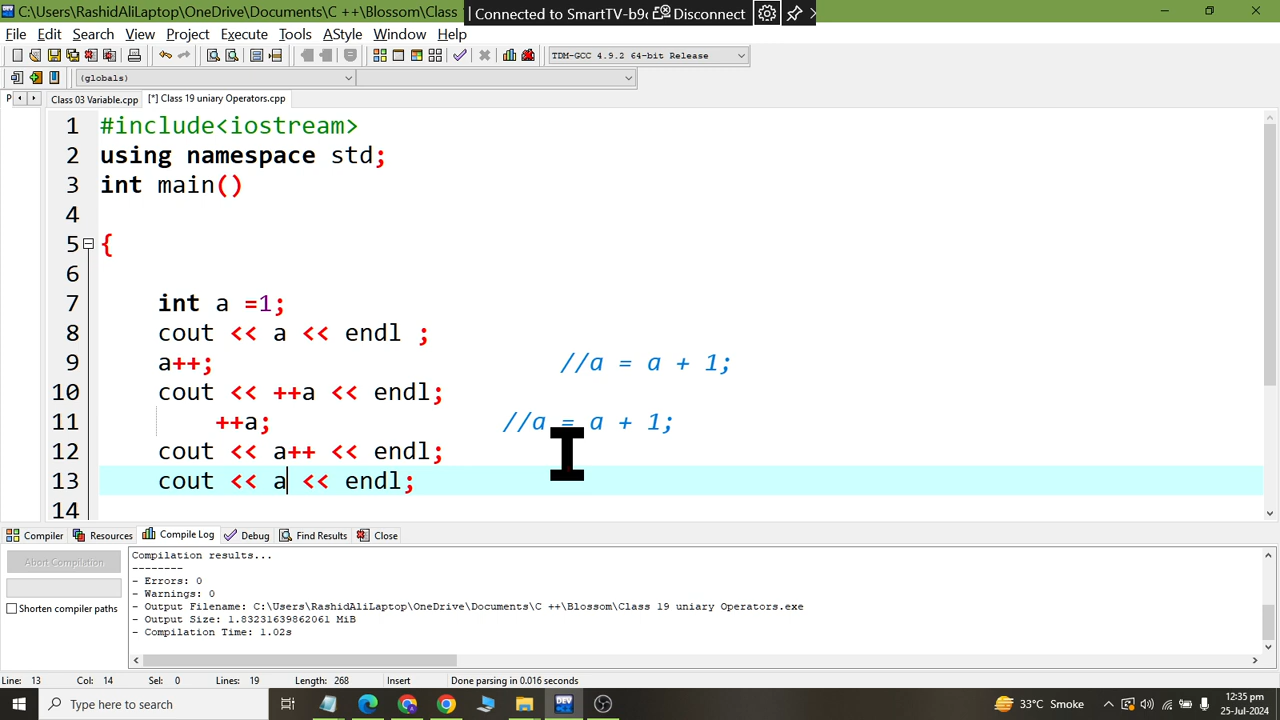 C:\Users\RashidAliLaptop\OneDrive\Documents\C ++\Blossom\Class
Connected to SmartTV-b9 Disconnect
File Edit Search View Project Execute Tools AStyle Window Help
TDM-GCC 4.9.2 64-bit Release
(globals)
P Class 03 Variable.cpp [*] Class 19 uniary Operators.cpp
1 #include<iostream>
2 using namespace std;
3 int main()
4
5 {
6
7 int a =1;
8 cout << a << endl ;
9 a++; //a = a + 1;
10 cout << ++a << endl;
11 ++a; //a = a + 1;
12 cout << a++ << endl;
13 cout << a << endl;
14
Compiler Resources Compile Log Debug Find Results Close
Abort Compilation
Shorten compiler paths
Compilation results...
--------
- Errors: 0
- Warnings: 0
- Output Filename: C:\Users\RashidAliLaptop\OneDrive\Documents\C ++\Blossom\Class 19 uniary Operators.exe
- Output Size: 1.83231639862061 MiB
- Compilation Time: 1.02s
Line: 13 Col: 14 Sel: 0 Lines: 19 Length: 268 Insert Done parsing in 0.016 seconds
Type here to search
DEV
33°C Smoke
12:35 pm
25-Jul-2024